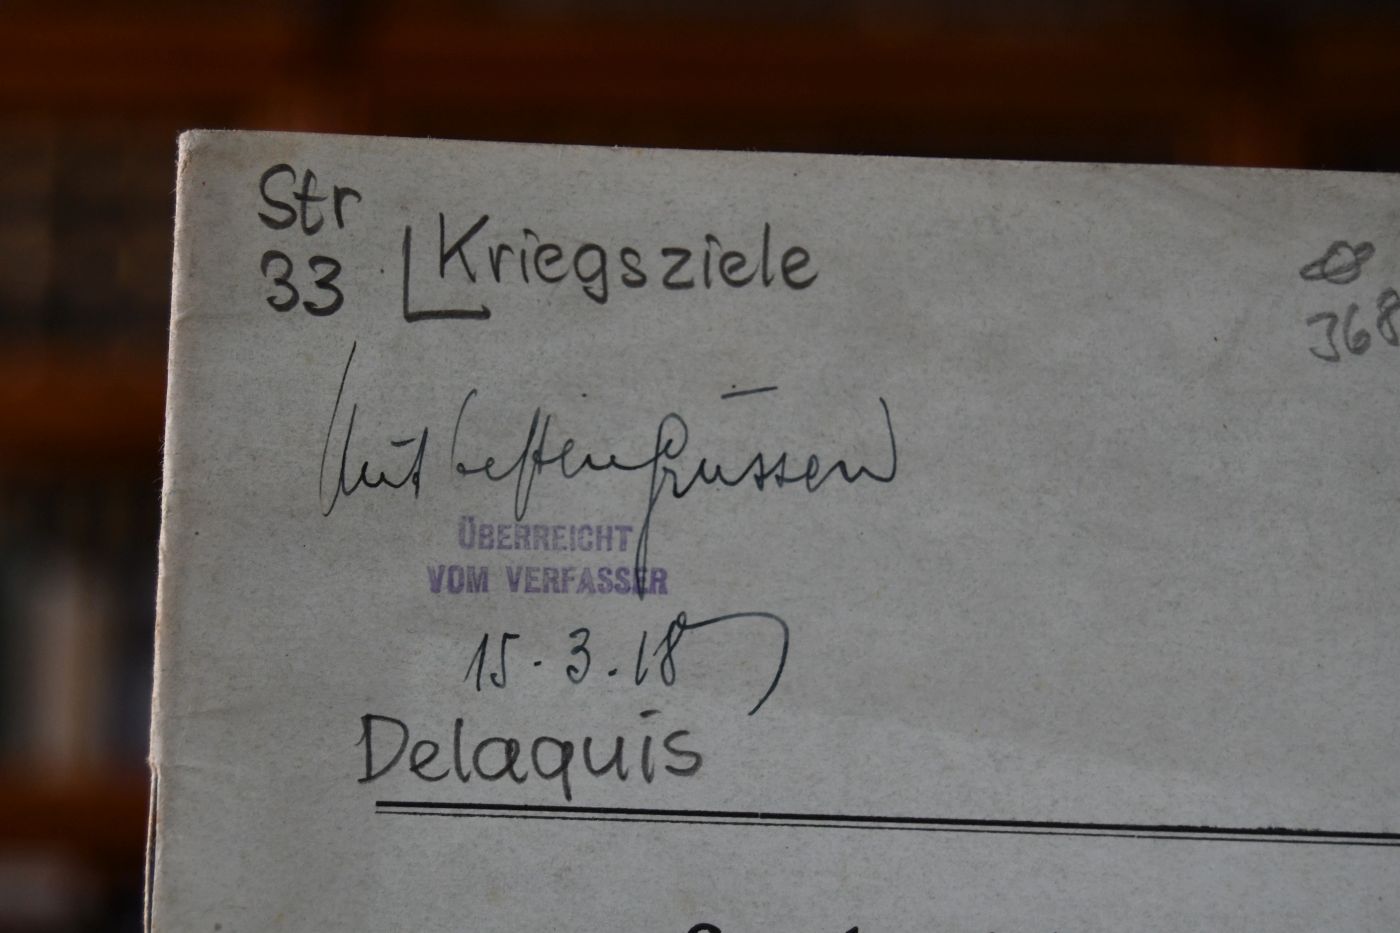 Str
33
Kriegsziele
368
Mit besten Grüssen
ÜBERREICHT
VOM VERFASSER
15.3.18
Delaquis